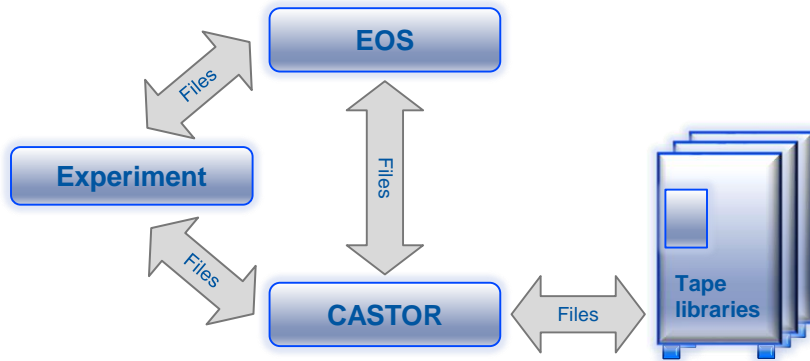 EOS
Files
Files
Experiment
Files
CASTOR
Files
Tape
libraries